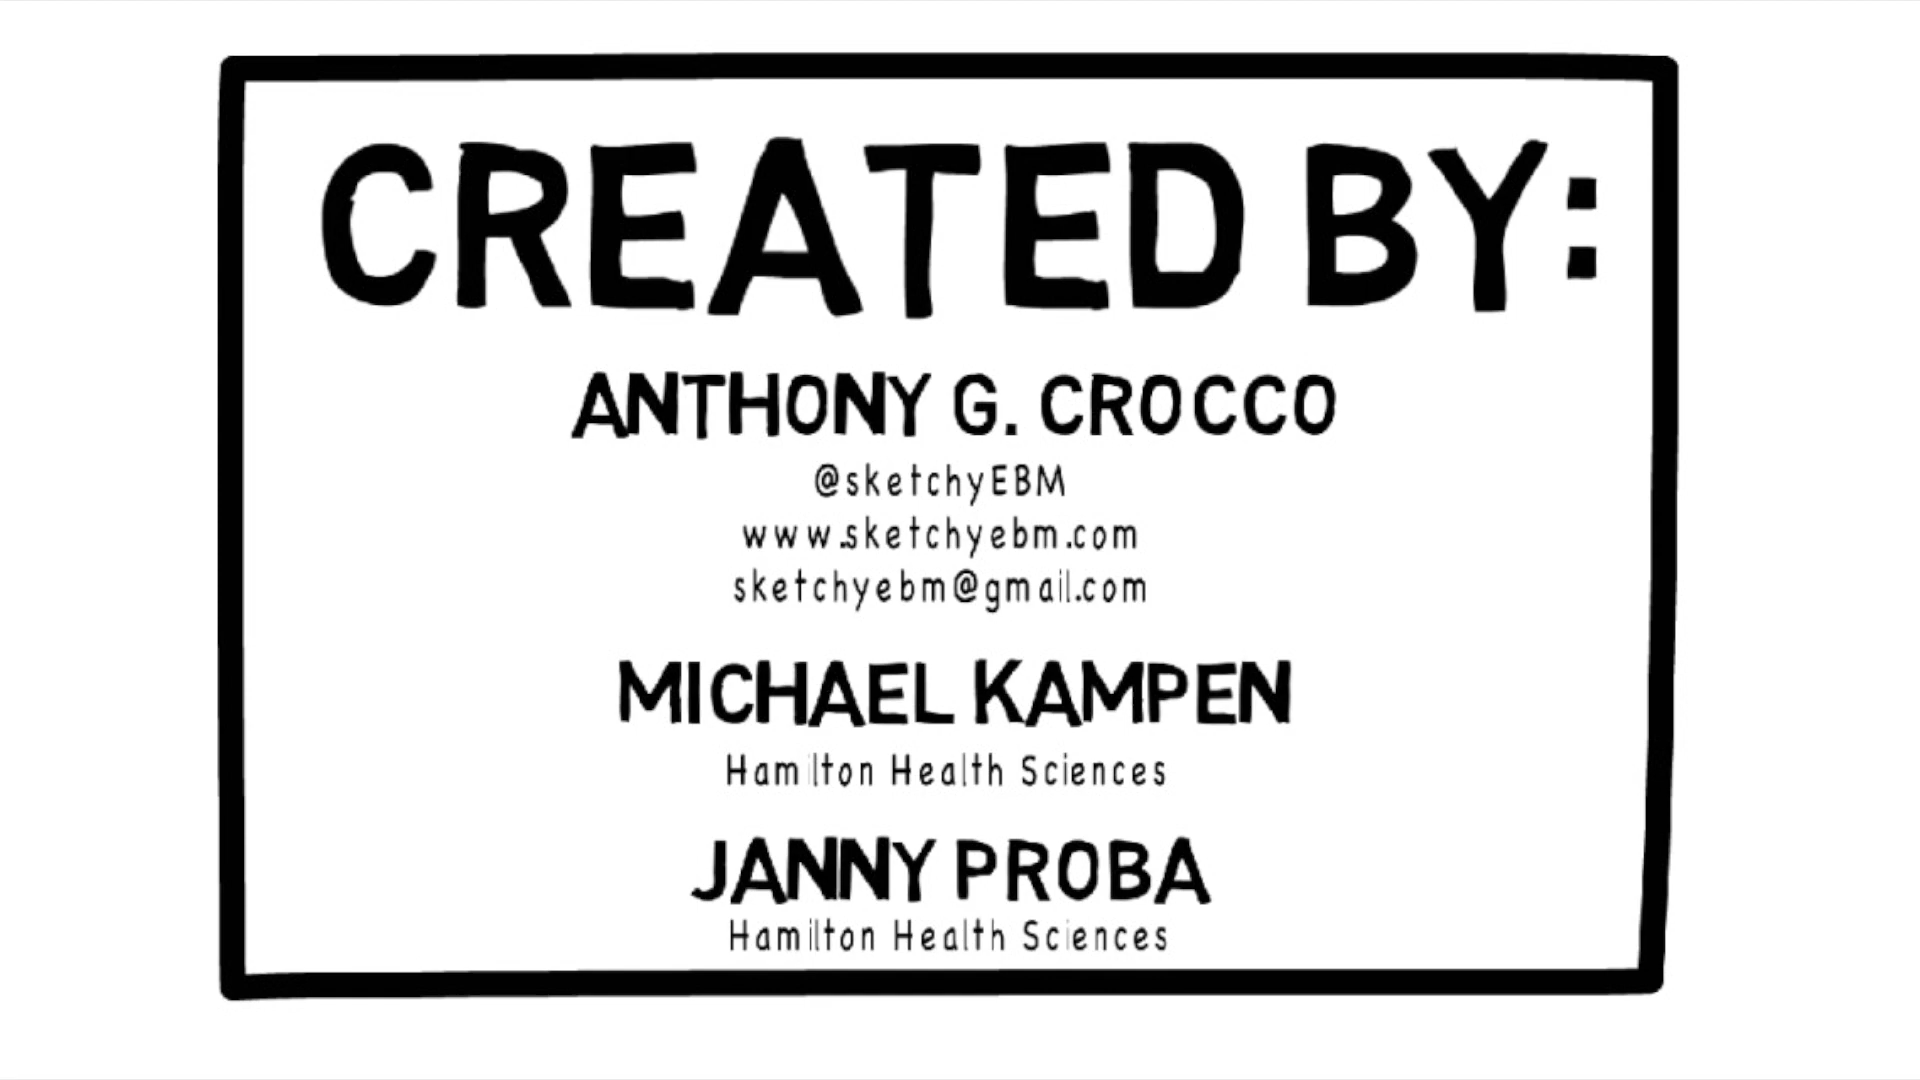 CREATED BY:
ANTHONY G. CROCCO
@sketchyEBM
www.sketchyebm.com
sketchyebm@gmail.com
MICHAEL KAMPEN
Hamilton Health Sciences
JANNY PROBA
Hamilton Health Sciences